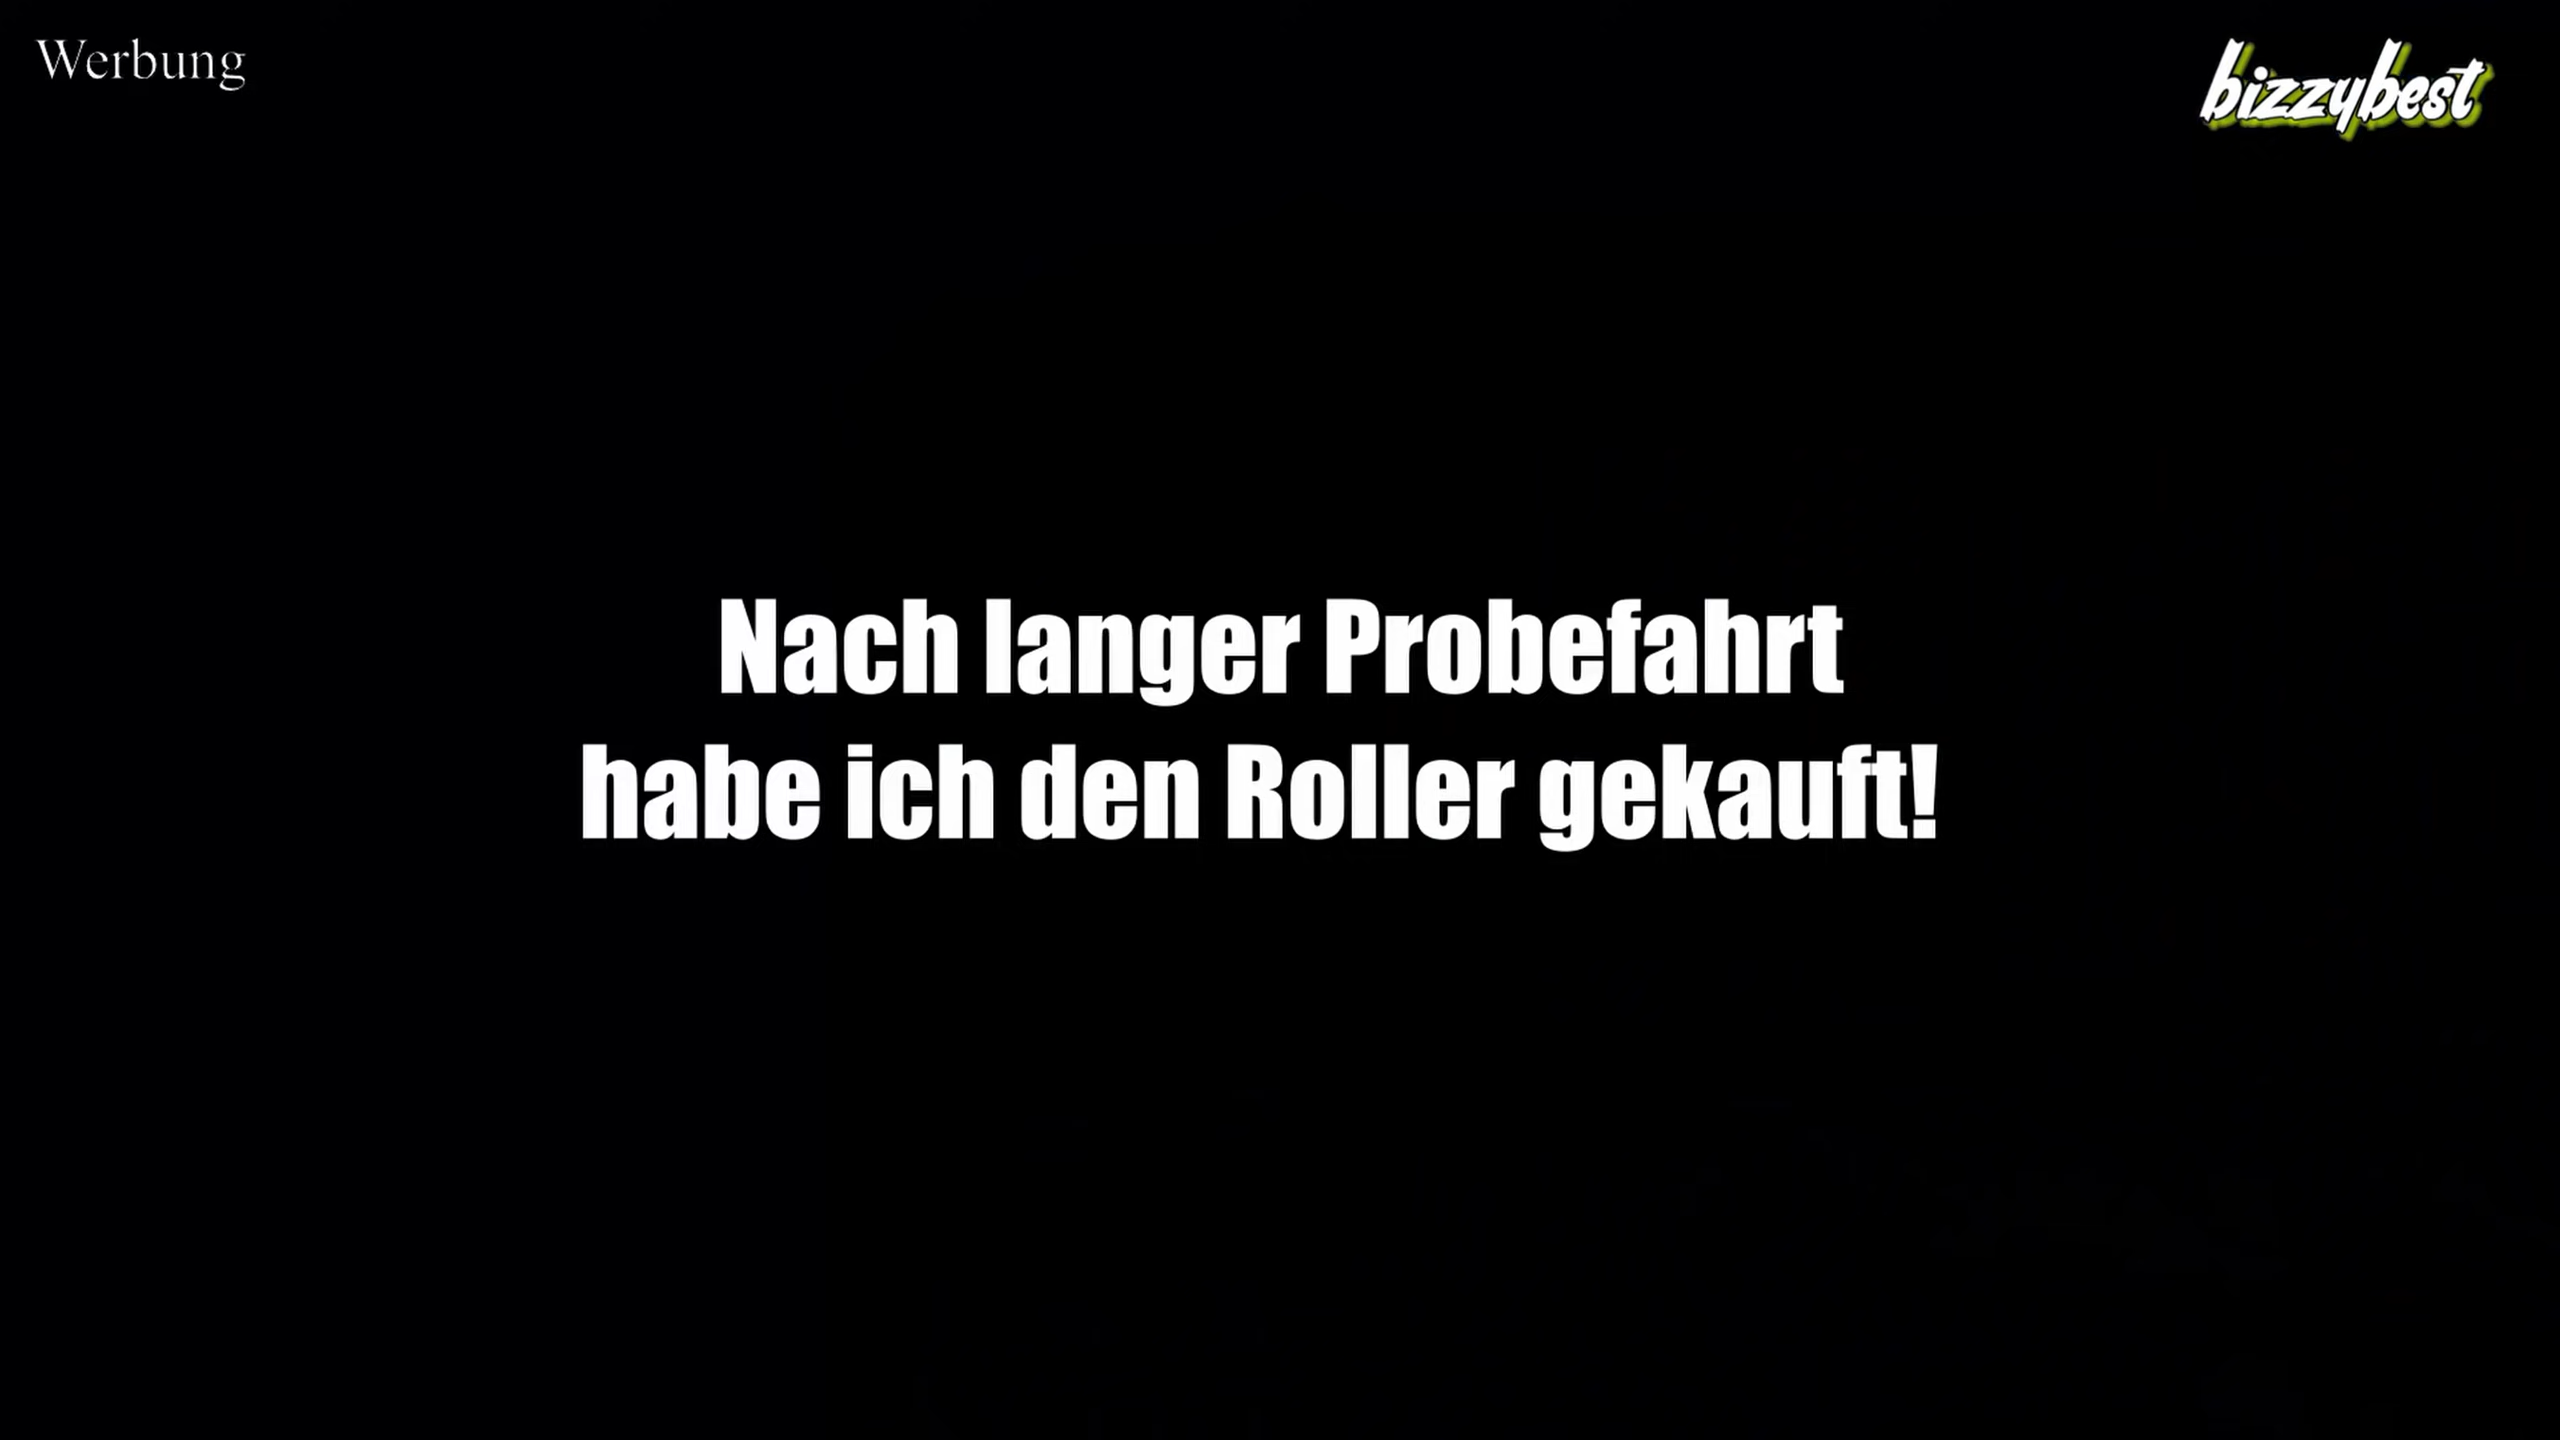 Werbung
bizzybest
Nach langer Probefahrt
habe ich den Roller gekauft!